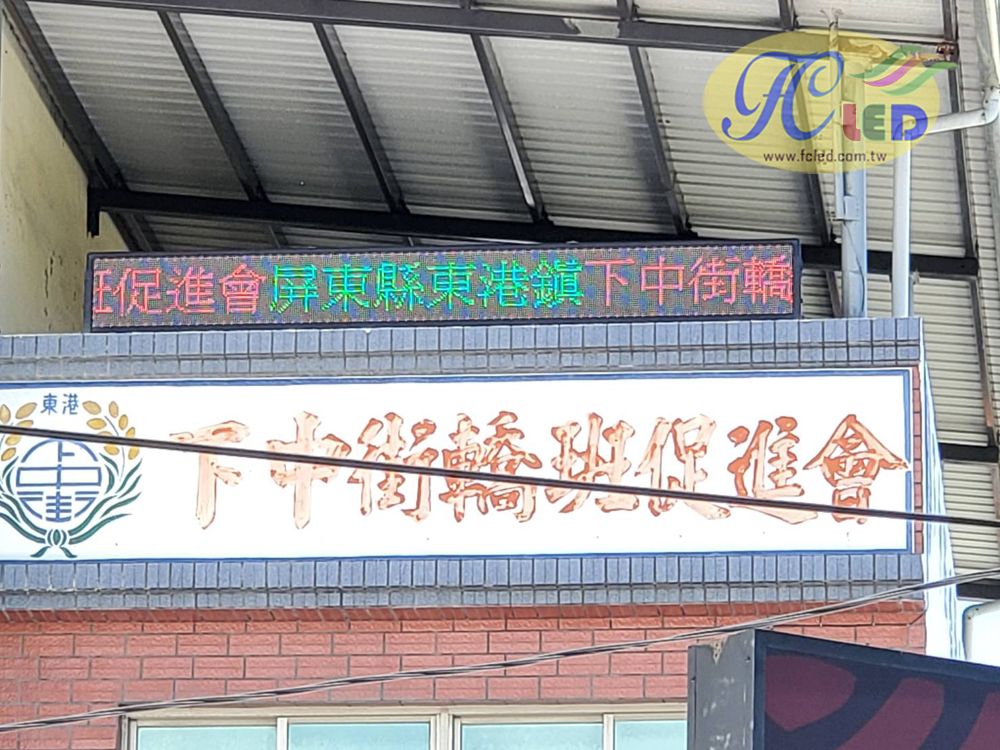 FC LED
www.fcled.com.tw
班促進會屏東縣東港鎮下中街轎
東港
下中街轎班促進會